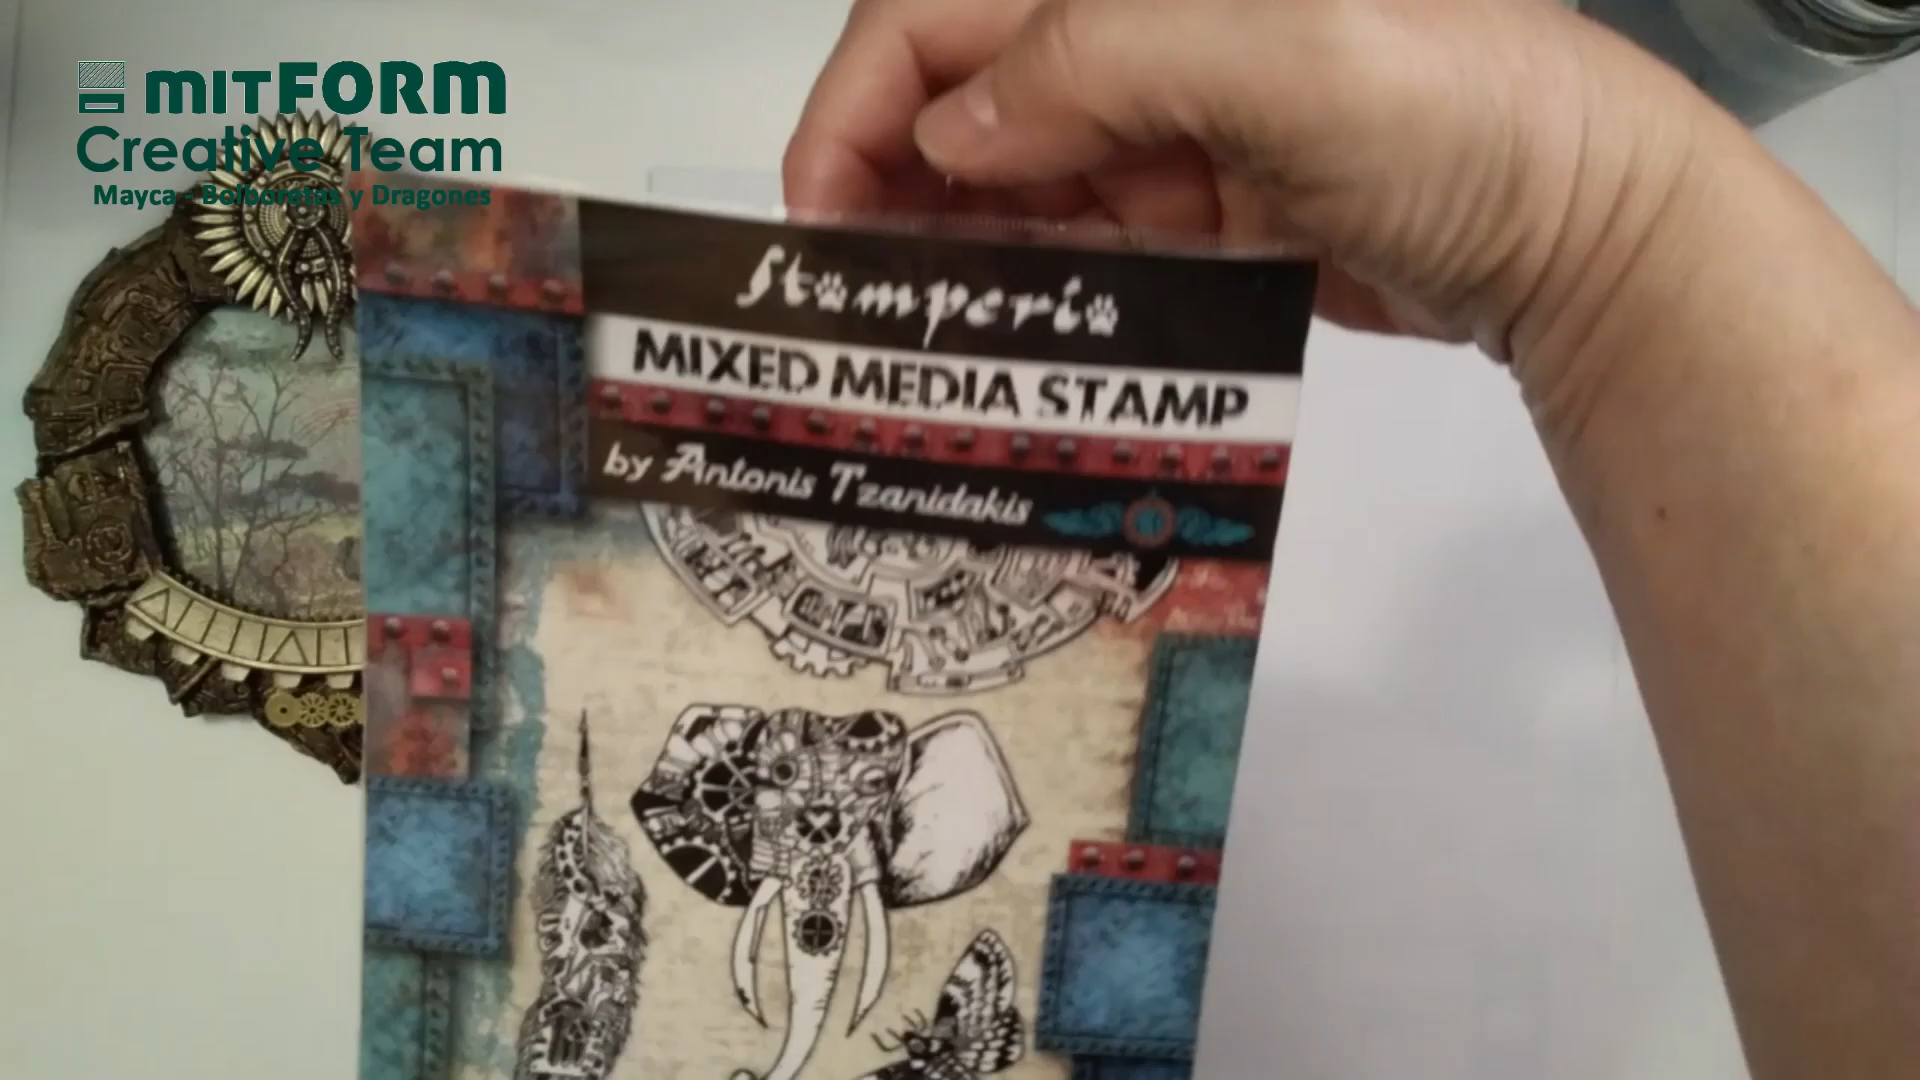 mitFORM
Creative Team
Mayca - Bolboretas y Dragones
Stamperia
MIXED MEDIA STAMP
by Antonis Tzanidakis